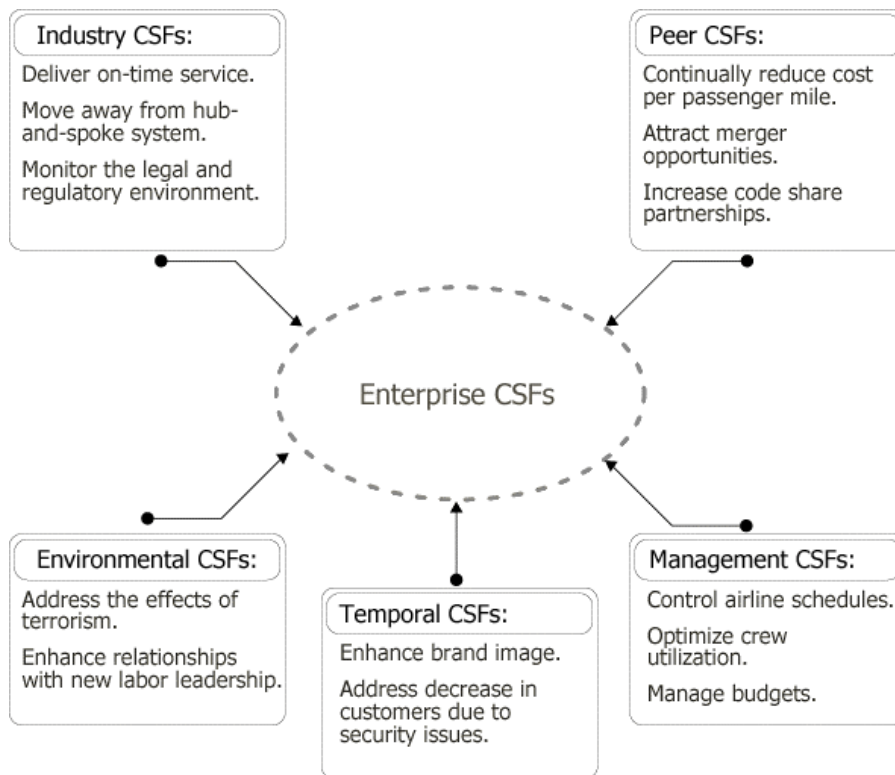 Industry CSFs:
Deliver on-time service.
Move away from hub-
and-spoke system.
Monitor the legal and
regulatory environment.
Peer CSFs:
Continually reduce cost
per passenger mile.
Attract merger
opportunities.
Increase code share
partnerships.
Enterprise CSFs
Environmental CSFs:
Address the effects of
terrorism.
Enhance relationships
with new labor leadership.
Temporal CSFs:
Enhance brand image.
Address decrease in
customers due to
security issues.
Management CSFs:
Control airline schedules.
Optimize crew
utilization.
Manage budgets.